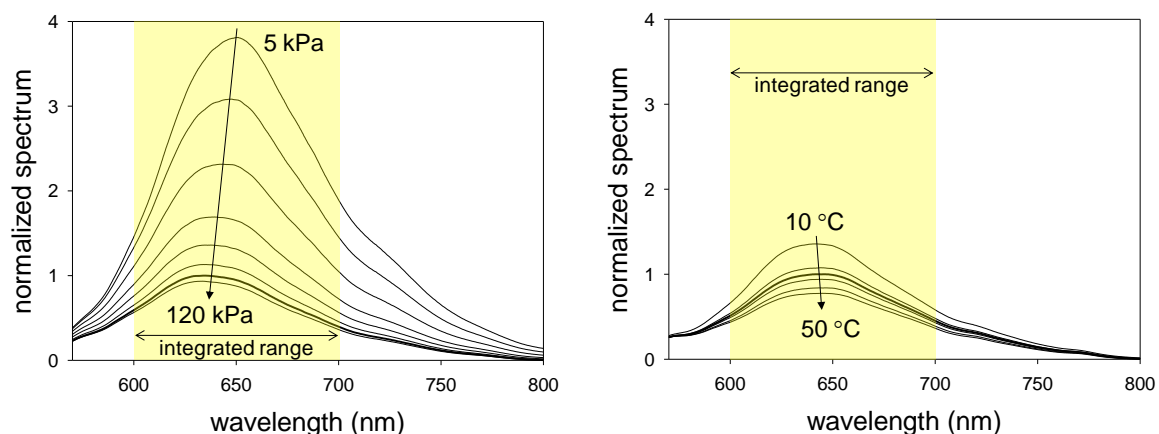 4
3
2
1
0
normalized spectrum
5 kPa
120 kPa
integrated range
600
650
700
750
800
wavelength (nm)
4
3
2
1
0
normalized spectrum
integrated range
10 °C
50 °C
600
650
700
750
800
wavelength (nm)